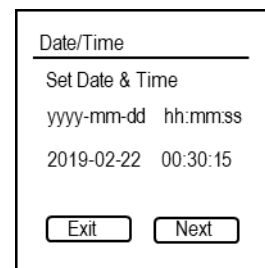 Date/Time
Set Date & Time
yyyy-mm-dd hh:mm:ss
2019-02-22 00:30:15
Exit Next